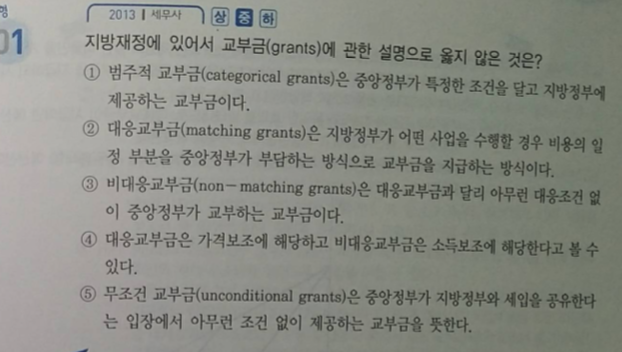 2013 | 세무사 상 중 하
01
지방재정에 있어서 교부금(grants)에 관한 설명으로 옳지 않은 것은?
① 범주적 교부금(categorical grants)은 중앙정부가 특정한 조건을 달고 지방정부에
제공하는 교부금이다.
② 대응교부금(matching grants)은 지방정부가 어떤 사업을 수행할 경우 비용의 일
정 부분을 중앙정부가 부담하는 방식으로 교부금을 지급하는 방식이다.
③ 비대응교부금(non-matching grants)은 대응교부금과 달리 아무런 대응조건 없
이 중앙정부가 교부하는 교부금이다.
④ 대응교부금은 가격보조에 해당하고 비대응교부금은 소득보조에 해당한다고 볼 수
있다.
⑤ 무조건 교부금(unconditional grants)은 중앙정부가 지방정부와 세입을 공유한다
는 입장에서 아무런 조건 없이 제공하는 교부금을 뜻한다.